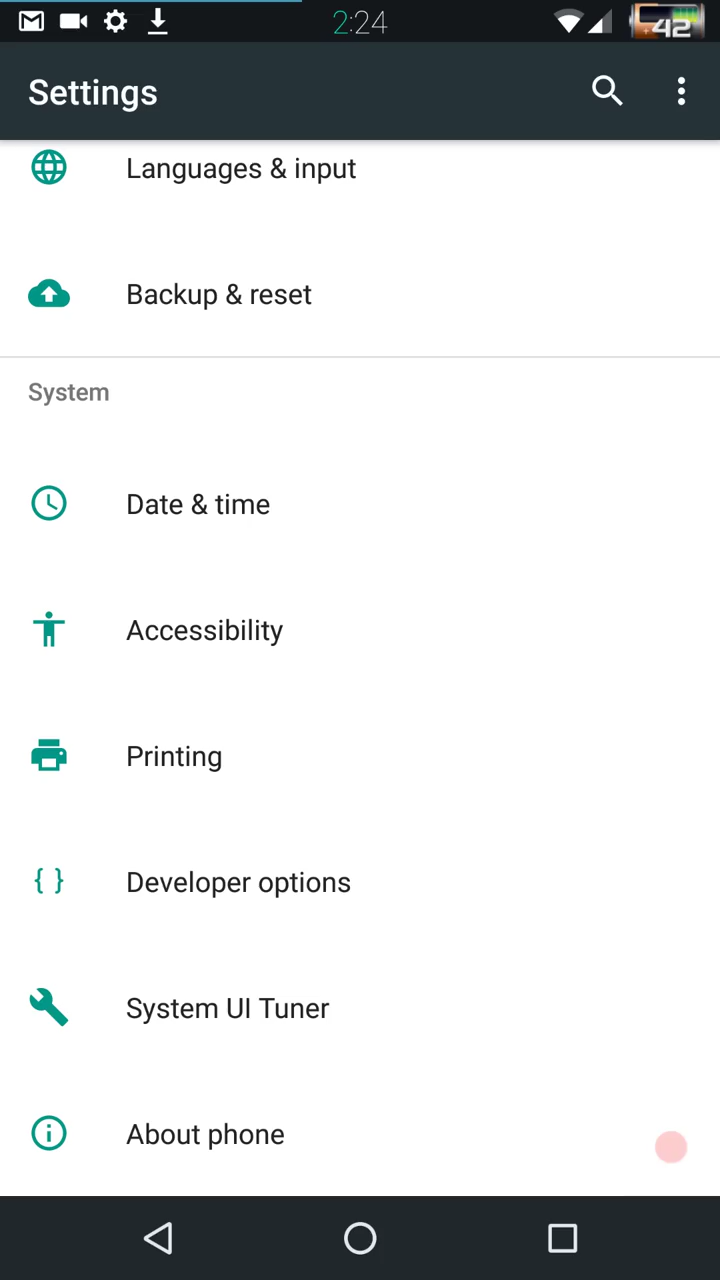 2:24
42
Settings
Languages & input
Backup & reset
System
Date & time
Accessibility
Printing
{ } Developer options
System UI Tuner
About phone